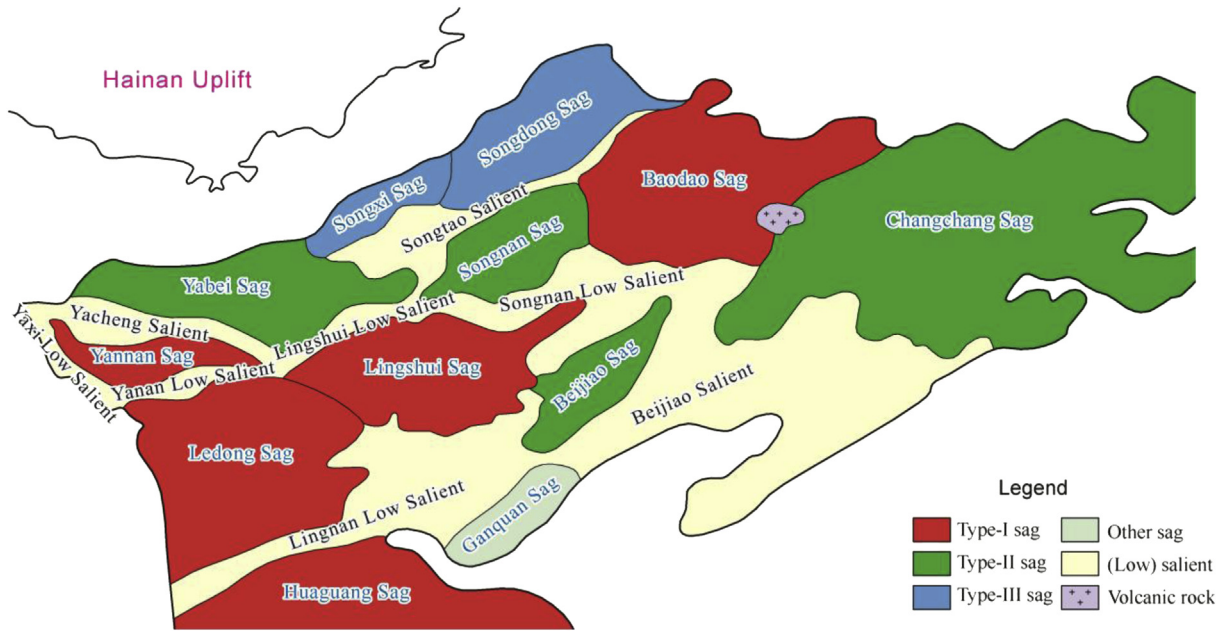 Hainan Uplift
Songdong Sag
Songxi Sag
Baodao Sag
Songtao Salient
Songnan Sag
Changchang Sag
Yabei Sag
Songnan Low Salient
Yacheng Salient
Lingshui Low Salient
Yaxi Low Salient
Yannan Sag
Yanan Low Salient
Lingshui Sag
Beijiao Sag
Beijiao Salient
Ledong Sag
Lingnan Low Salient
Ganquan Sag
Huaguang Sag
Legend
Type-I sag
Other sag
Type-II sag
(Low) salient
Type-III sag
Volcanic rock